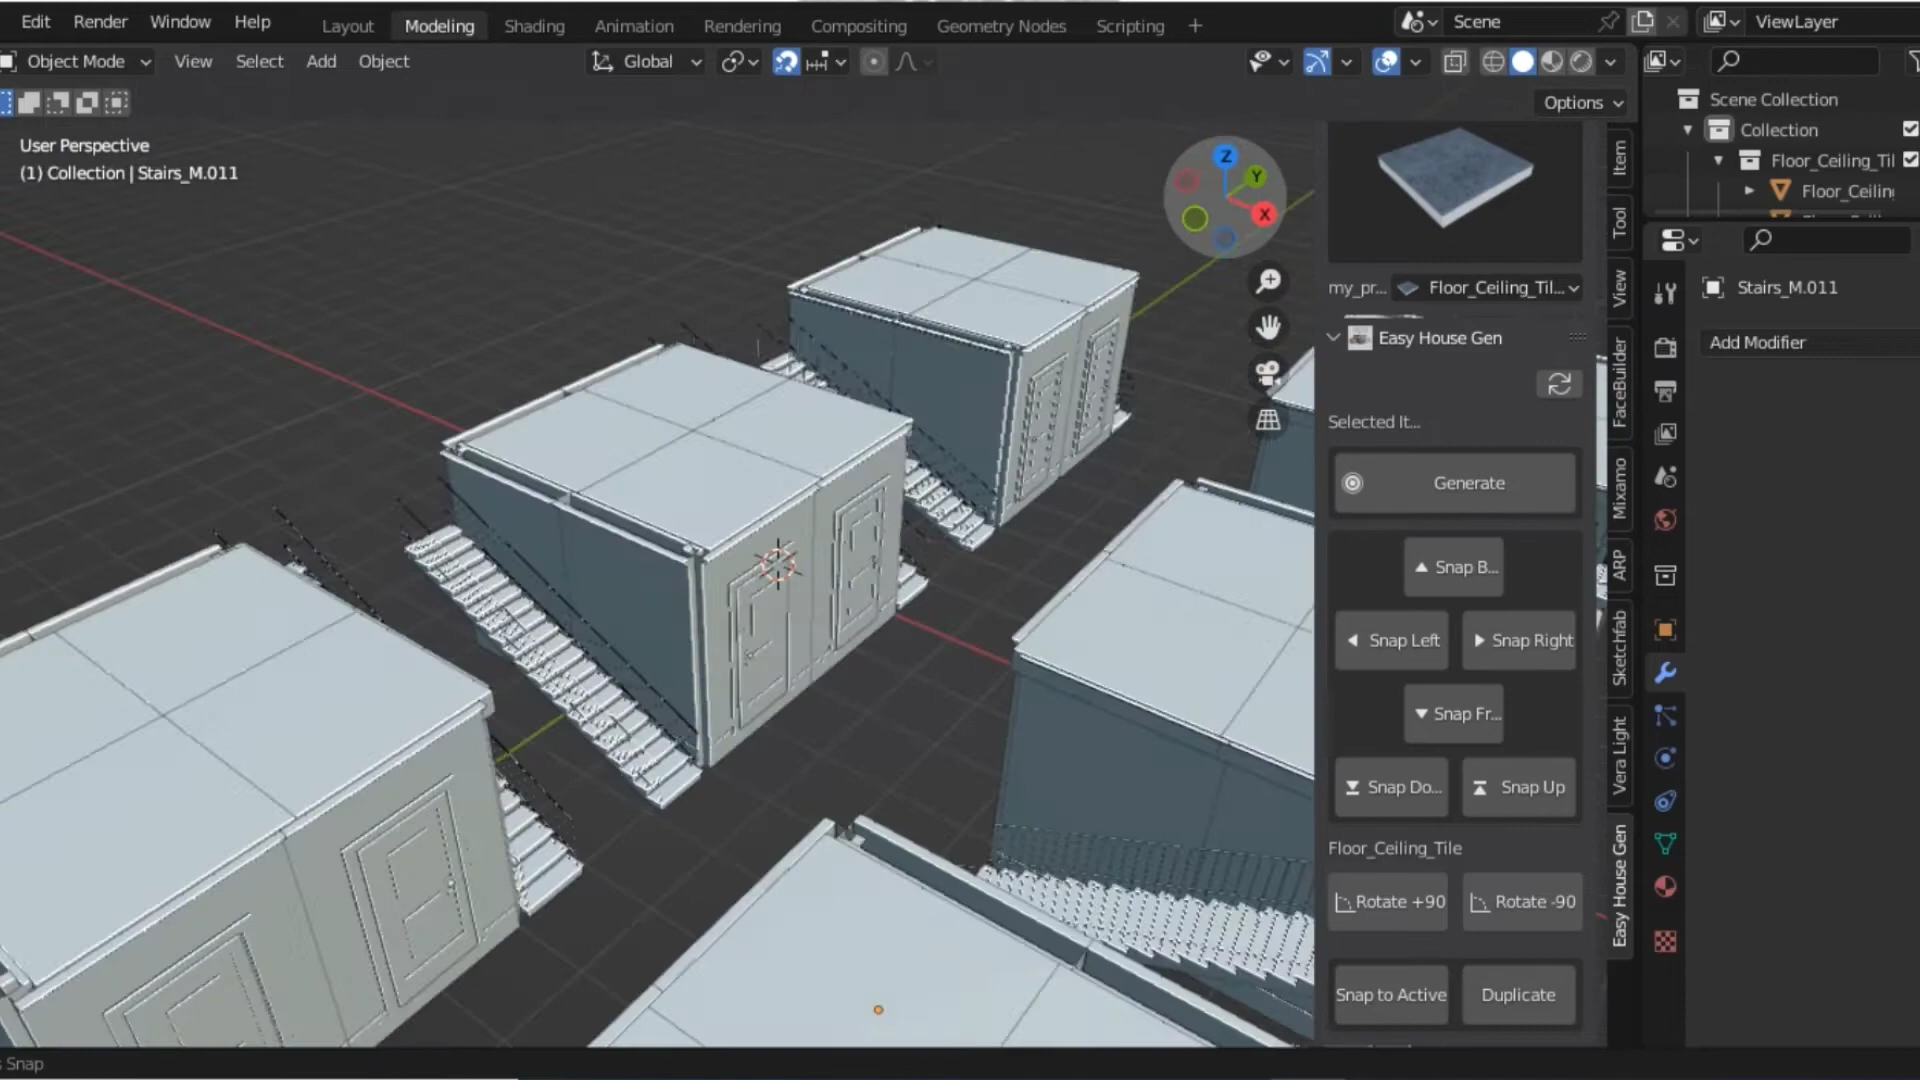 Edit Render Window Help Layout Modeling Shading Animation Rendering Compositing Geometry Nodes Scripting + Scene ViewLayer
Object Mode View Select Add Object Global
Options
Scene Collection
User Perspective
Collection
(1) Collection | Stairs_M.011
Floor_Ceiling_Til
Floor_Ceilin
Z
Y
X
my_pr... Floor_Ceiling_Til...
Stairs_M.011
Easy House Gen
Add Modifier
Selected It...
Generate
Snap B...
Snap Left Snap Right
Snap Fr...
Snap Do... Snap Up
Floor_Ceiling_Tile
Rotate +90 Rotate -90
Snap to Active Duplicate
Item
Tool
View
FaceBuilder
Mixamo
ARP
Sketchfab
Vera Light
Easy House Gen
Snap